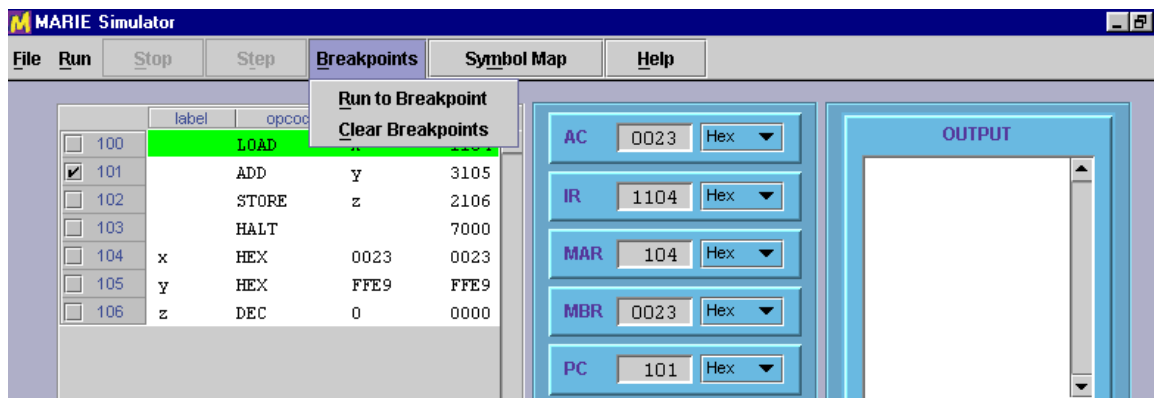 MARIE Simulator
File Run Stop Step Breakpoints Symbol Map Help
Run to Breakpoint
Clear Breakpoints
label
100 LOAD
101 ADD y 3105
102 STORE z 2106
103 HALT 7000
104 x HEX 0023 0023
105 y HEX FFE9 FFE9
106 z DEC 0 0000
AC 0023 Hex
IR 1104 Hex
MAR 104 Hex
MBR 0023 Hex
PC 101 Hex
OUTPUT